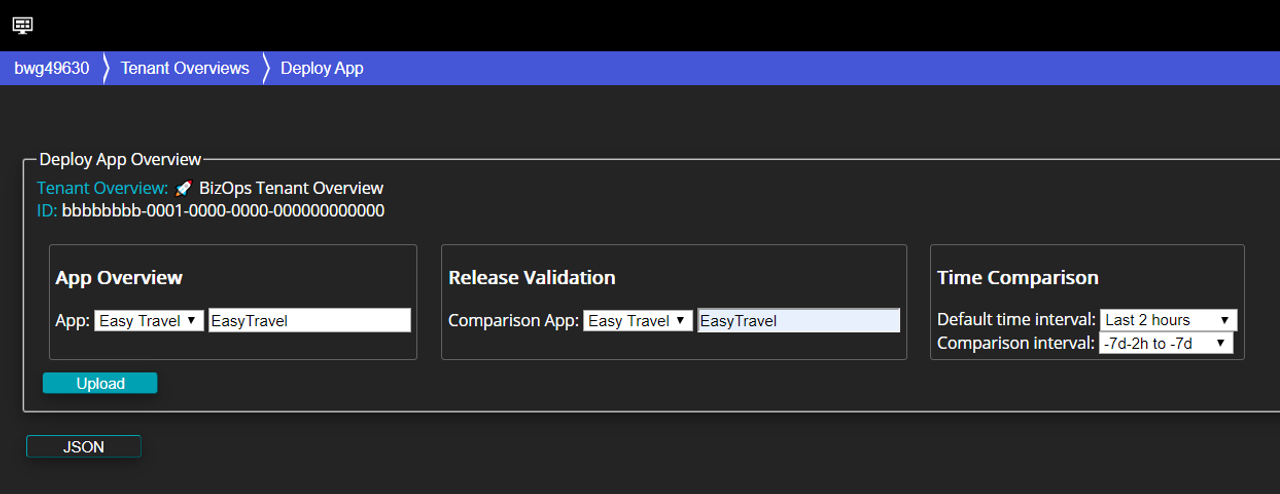 bwg49630 Tenant Overviews Deploy App
Deploy App Overview
Tenant Overview: 🚀 BizOps Tenant Overview
ID: bbbbbbbb-0001-0000-0000-000000000000
App Overview
App: Easy Travel EasyTravel
Release Validation
Comparison App: Easy Travel EasyTravel
Time Comparison
Default time interval: Last 2 hours
Comparison interval: -7d-2h to -7d
Upload
JSON